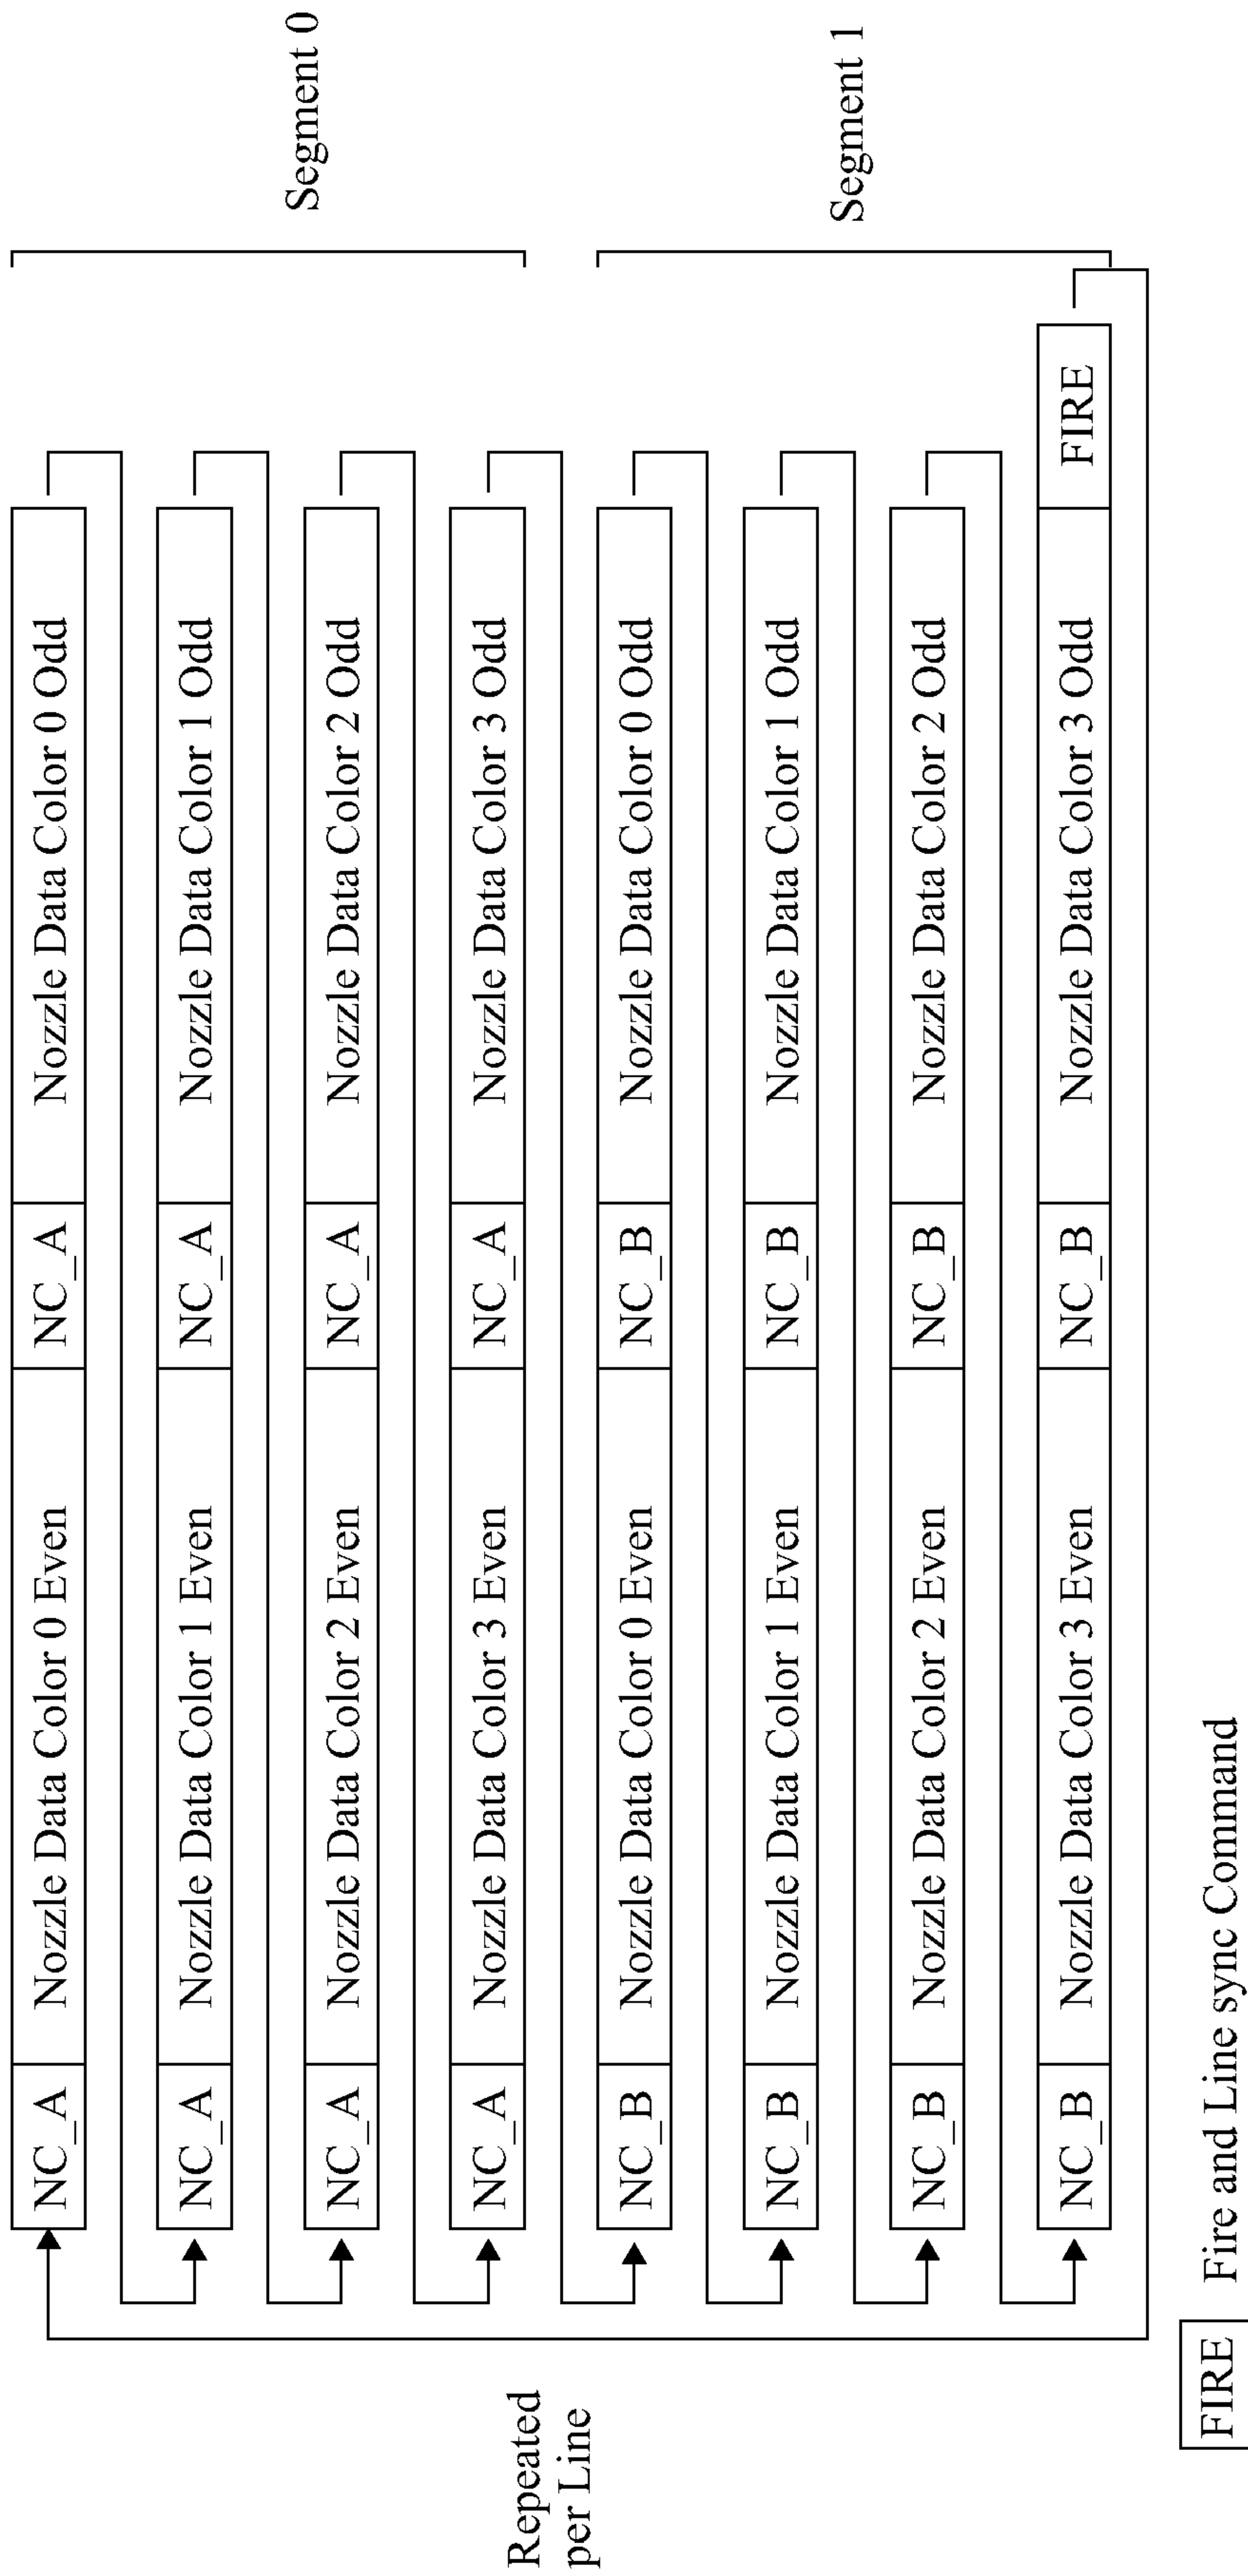 NC_A Nozzle Data Color 0 Even NC_A Nozzle Data Color 0 Odd
NC_A Nozzle Data Color 1 Even NC_A Nozzle Data Color 1 Odd
Segment 0
NC_A Nozzle Data Color 2 Even NC_A Nozzle Data Color 2 Odd
NC_A Nozzle Data Color 3 Even NC_A Nozzle Data Color 3 Odd
Repeated
per Line
NC_B Nozzle Data Color 0 Even NC_B Nozzle Data Color 0 Odd
NC_B Nozzle Data Color 1 Even NC_B Nozzle Data Color 1 Odd
Segment 1
NC_B Nozzle Data Color 2 Even NC_B Nozzle Data Color 2 Odd
NC_B Nozzle Data Color 3 Even NC_B Nozzle Data Color 3 Odd FIRE
FIRE Fire and Line sync Command